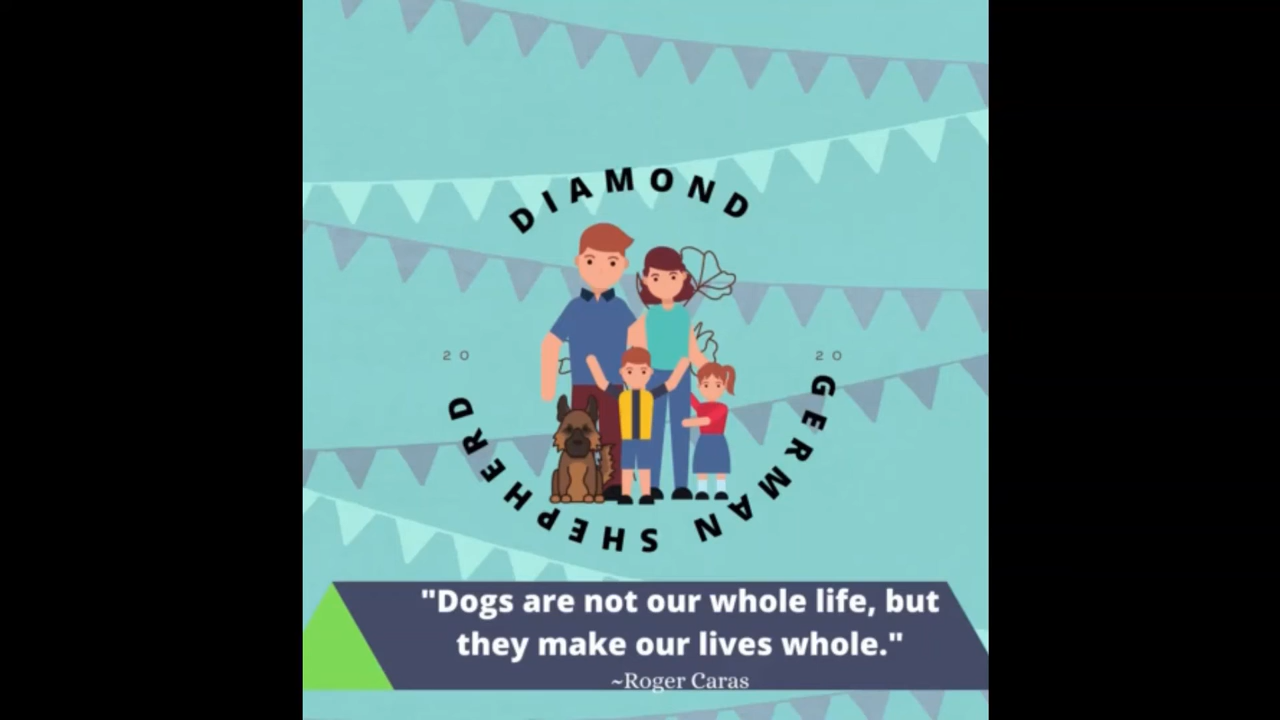 DIAMOND
20 20
GERMAN SHEPHERD
"Dogs are not our whole life, but
they make our lives whole."
~Roger Caras